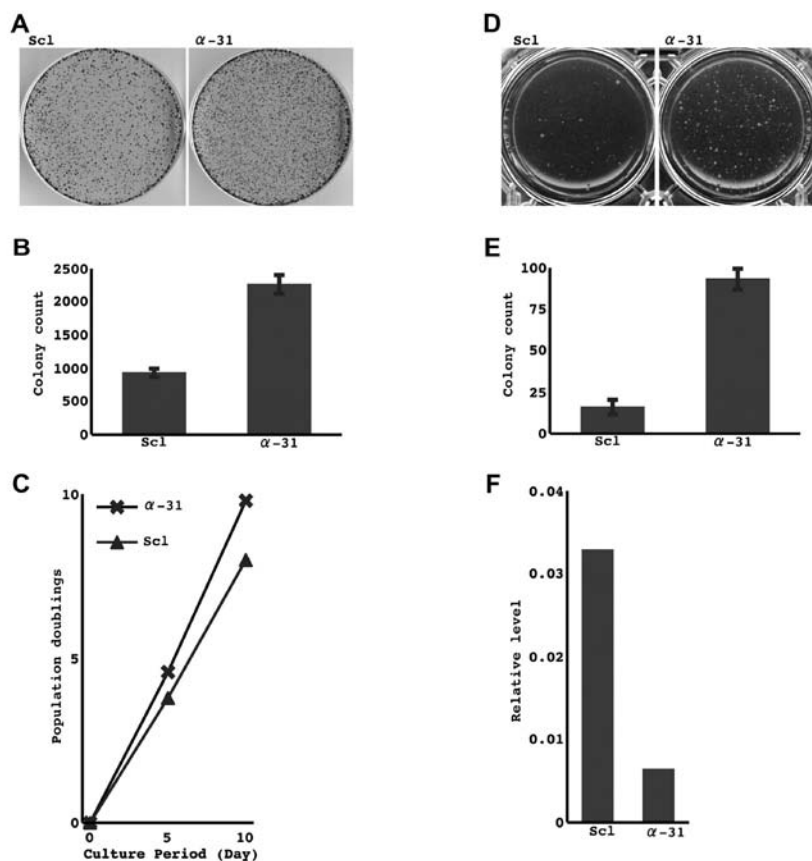 A
Scl
α-31
B
Colony count
2500
2000
1500
1000
500
0
Scl
α-31
C
Population doublings
10
5
0
α-31
Scl
0
5
10
Culture Period (Day)
D
Scl
α-31
E
Colony count
100
75
50
25
0
Scl
α-31
F
Relative level
0.04
0.03
0.02
0.01
0
Scl
α-31